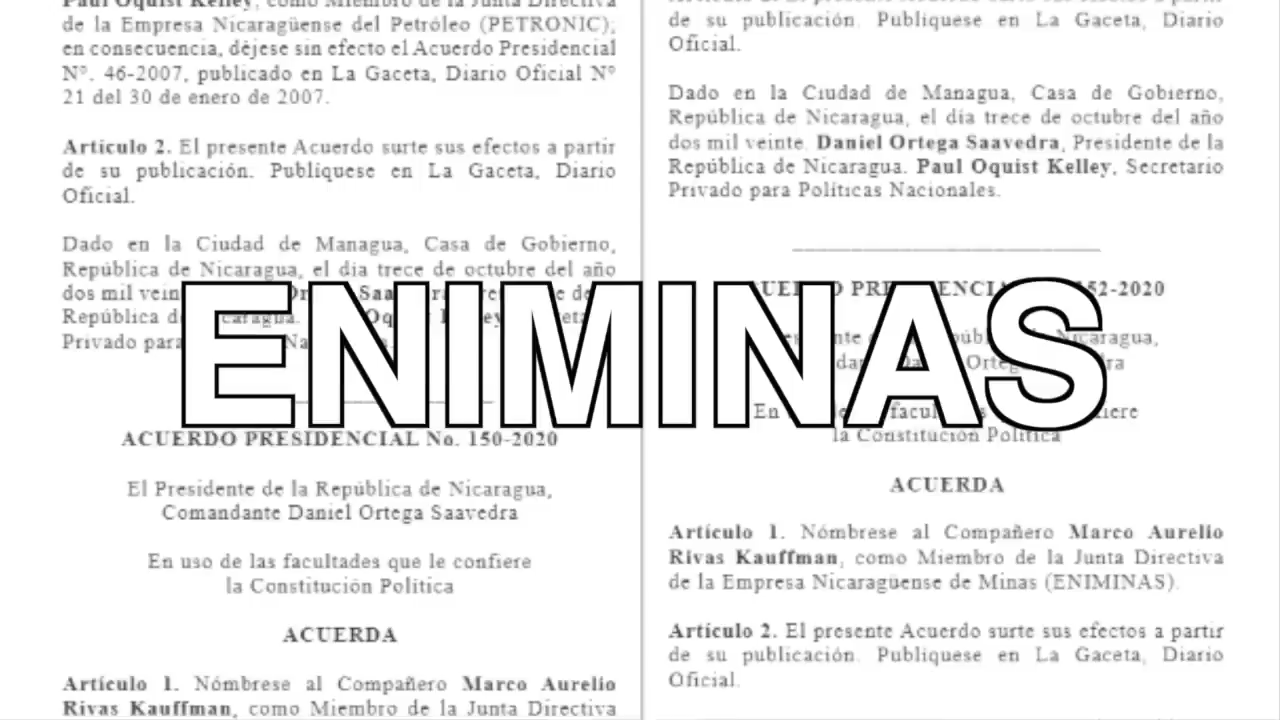 Paul Oquist Kelley, como Miembro de la Junta Directiva
de la Empresa Nicaragüense del Petróleo (PETRONIC);
en consecuencia, déjese sin efecto el Acuerdo Presidencial
Nº. 46-2007, publicado en La Gaceta, Diario Oficial Nº
21 del 30 de enero de 2007.
Artículo 2. El presente Acuerdo surte sus efectos a partir
de su publicación. Publíquese en La Gaceta, Diario
Oficial.
Dado en la Ciudad de Managua, Casa de Gobierno,
República de Nicaragua, el día trece de octubre del año
dos mil
República
Privado para
ACUERDO PRESIDENCIAL No. 150-2020
El Presidente de la República de Nicaragua,
Comandante Daniel Ortega Saavedra
En uso de las facultades que le confiere
la Constitución Política
ACUERDA
Artículo 1. Nómbrese al Compañero Marco Aurelio
Rivas Kauffman, como Miembro de la Junta Directiva
de su publicación. Publíquese en La Gaceta, Diario
Oficial.
Dado en la Ciudad de Managua, Casa de Gobierno,
República de Nicaragua, el día trece de octubre del año
dos mil veinte. Daniel Ortega Saavedra, Presidente de la
República de Nicaragua. Paul Oquist Kelley, Secretario
Privado para Políticas Nacionales.
152-2020
Nicaragua,
En
la Constitución Política
ACUERDA
Artículo 1. Nómbrese al Compañero Marco Aurelio
Rivas Kauffman, como Miembro de la Junta Directiva
de la Empresa Nicaragüense de Minas (ENIMINAS).
Artículo 2. El presente Acuerdo surte sus efectos a partir
de su publicación. Publíquese en La Gaceta, Diario
Oficial.
ENIMINAS